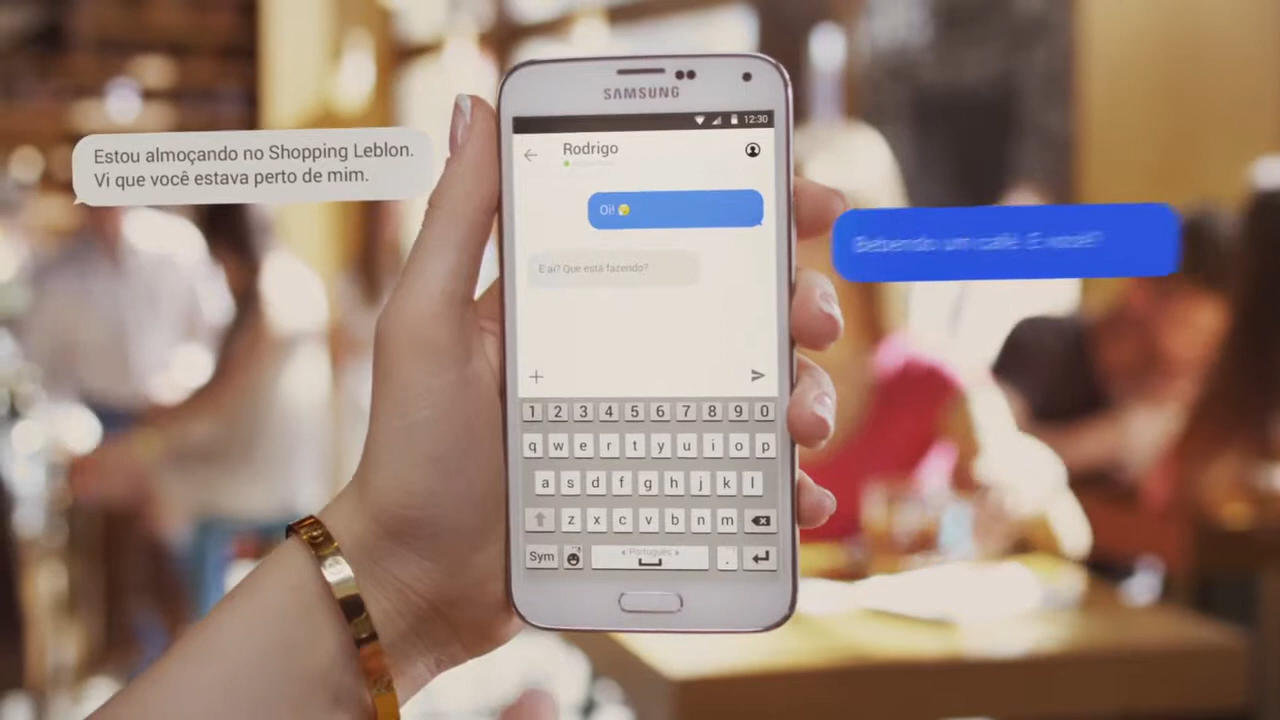 SAMSUNG
12:30
Rodrigo
Estou almoçando no Shopping Leblon.
Vi que você estava perto de mim.
Oi!
Bebendo um café. E você?
E aí? Que está fazendo?
1 2 3 4 5 6 7 8 9 0
q w e r t y u i o p
a s d f g h j k l
z x c v b n m
Sym Português .